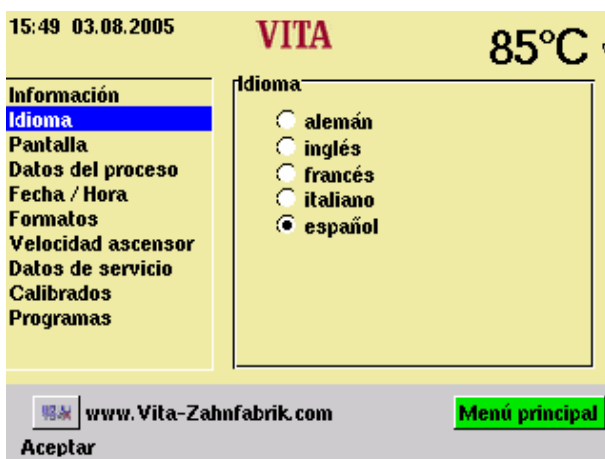 15:49 03.08.2005
VITA
85°C
Información
Idioma
Pantalla
Datos del proceso
Fecha / Hora
Formatos
Velocidad ascensor
Datos de servicio
Calibrados
Programas
Idioma
alemán
inglés
francés
italiano
español
www.Vita-Zahnfabrik.com
Menú principal
Aceptar